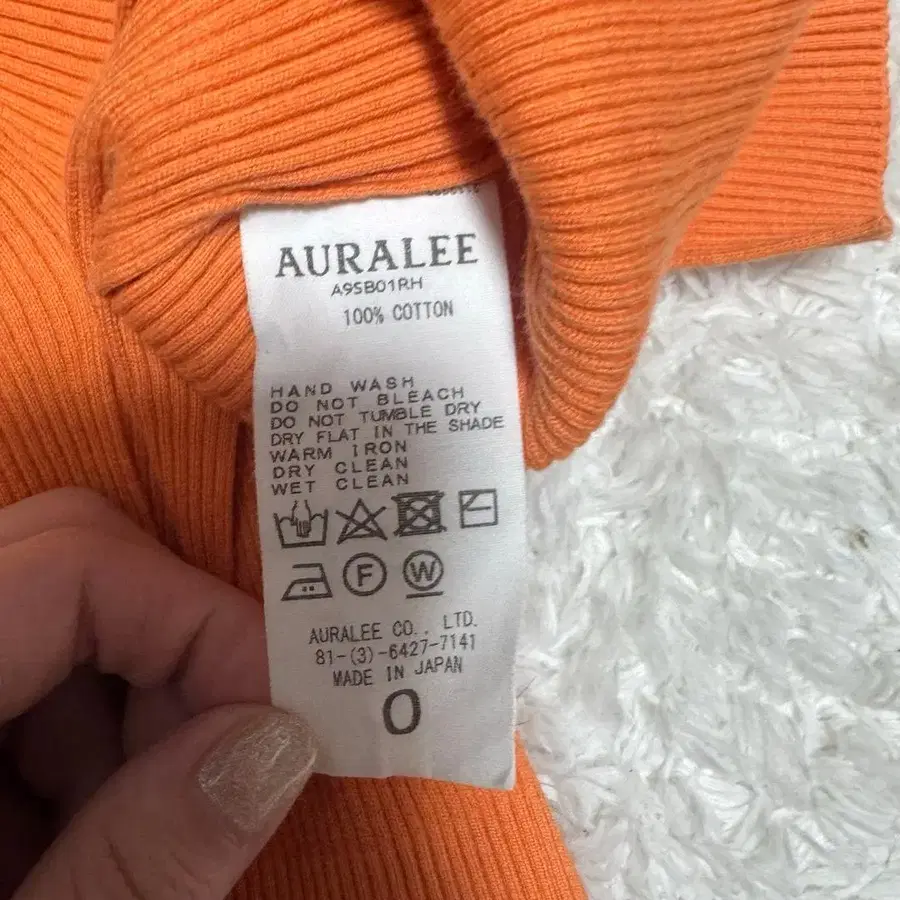 AURALEE
A9SB01RH
100% COTTON
HAND WASH
DO NOT BLEACH
DO NOT TUMBLE DRY
DRY FLAT IN THE SHADE
WARM IRON
DRY CLEAN
WET CLEAN
F W
AURALEE CO., LTD.
81-(3)-6427-7141
MADE IN JAPAN
0